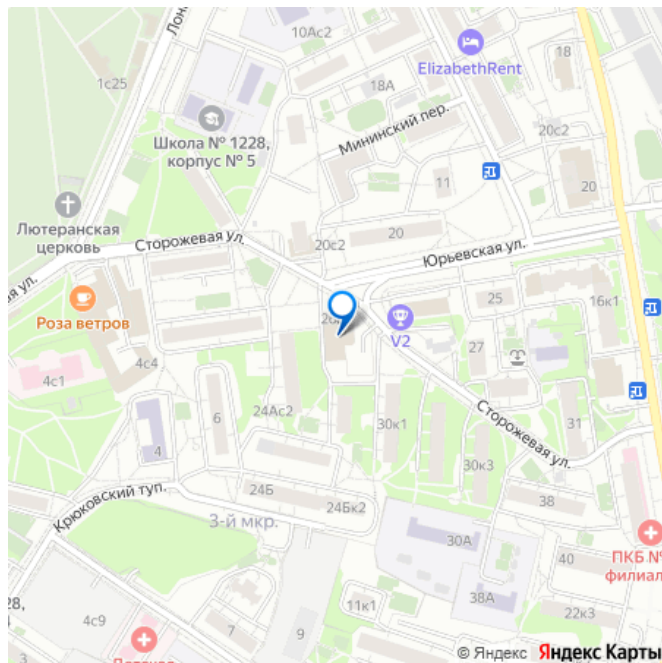 10Ас2
18
ElizabethRent
1с25
18А
20с2
Школа № 1228,
корпус № 5
Мининский пер.
11
20
Лютеранская
церковь
Сторожевая ул.
20с2
20
Юрьевская ул.
ул.
Роза ветров
25
16к1
V2
27
4с4
4с1
24Ас2
6
30к1
Сторожевая ул.
31
4
30к3
24Б
24Бк2
38
Крюковский туп.
3-й мкр.
30А
40
ПКБ №
филиал
38А
11к1
22к3
4с9
7
9
3
© Яндекс Яндекс Карты